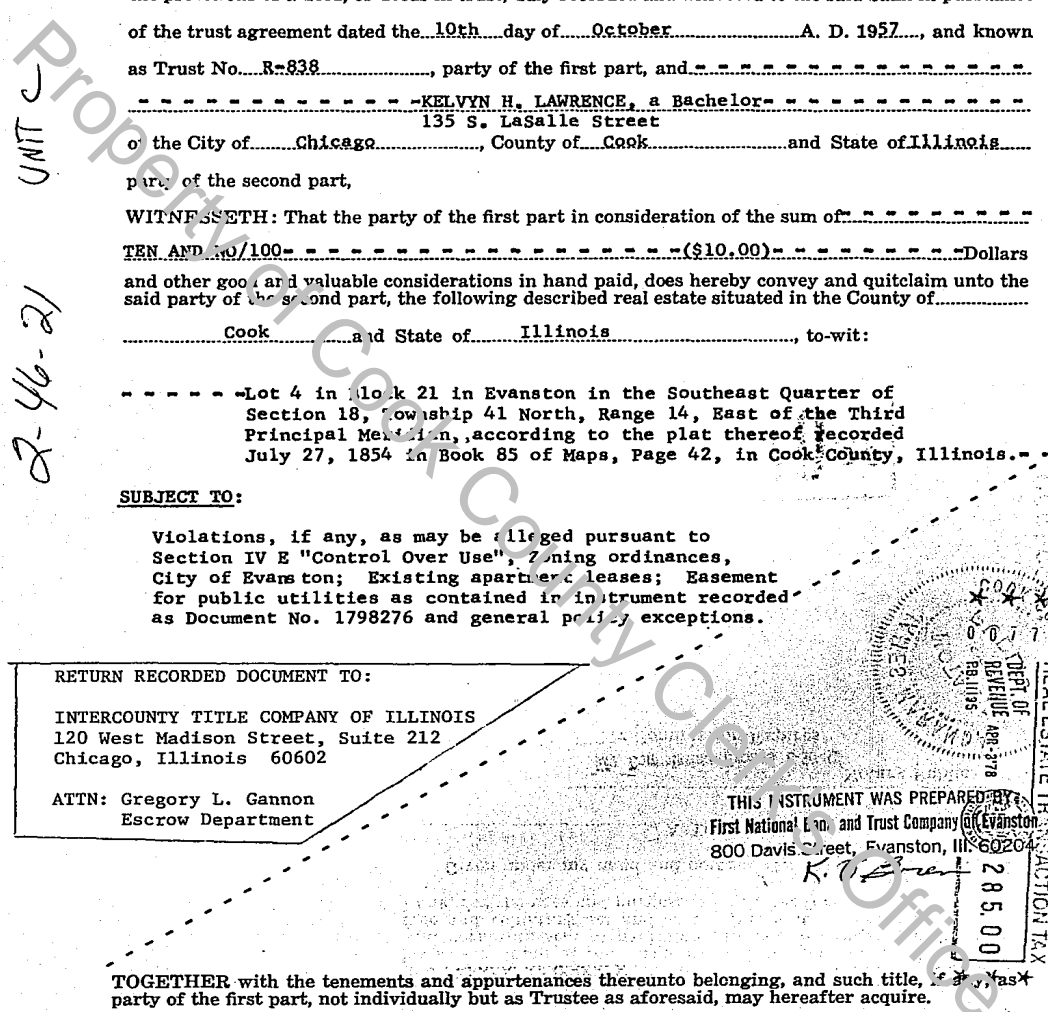 of the trust agreement dated the 10th day of October A. D. 1957, and known
as Trust No. R-838, party of the first part, and - - - - - - - - - - - - - - - - -
- - - - - - - - - - - - -KELVYN H. LAWRENCE, a Bachelor- - - - - - - - - - - - -
135 S. LaSalle Street
of the City of Chicago, County of Cook and State of Illinois
party of the second part,
WITNESSETH: That the party of the first part in consideration of the sum of - - - - - - - - -
TEN AND NO/100- - - - - - - - - - - - - - - - - - - -($10.00)- - - - - - - - - -Dollars
and other good and valuable considerations in hand paid, does hereby convey and quitclaim unto the
said party of the second part, the following described real estate situated in the County of
Cook and State of Illinois, to-wit:
- - - - - -Lot 4 in Block 21 in Evanston in the Southeast Quarter of
Section 18, Township 41 North, Range 14, East of the Third
Principal Meridian, ,according to the plat thereof recorded
July 27, 1854 in Book 85 of Maps, Page 42, in Cook County, Illinois.- -
SUBJECT TO:
Violations, if any, as may be alleged pursuant to
Section IV E "Control Over Use", Zoning ordinances,
City of Evanston; Existing apartment leases; Easement
for public utilities as contained in instrument recorded
as Document No. 1798276 and general policy exceptions.
RETURN RECORDED DOCUMENT TO:
INTERCOUNTY TITLE COMPANY OF ILLINOIS
120 West Madison Street, Suite 212
Chicago, Illinois 60602
ATTN: Gregory L. Gannon
Escrow Department
THIS INSTRUMENT WAS PREPARED BY:
First National Bank and Trust Company of Evanston
800 Davis Street, Evanston, Ill. 60204
TOGETHER with the tenements and appurtenances thereunto belonging, and such title, if any, as
party of the first part, not individually but as Trustee as aforesaid, may hereafter acquire.
UNIT
2-46-21
DEPT. OF
REVENUE
285.00
Property of Cook County Clerk's Office